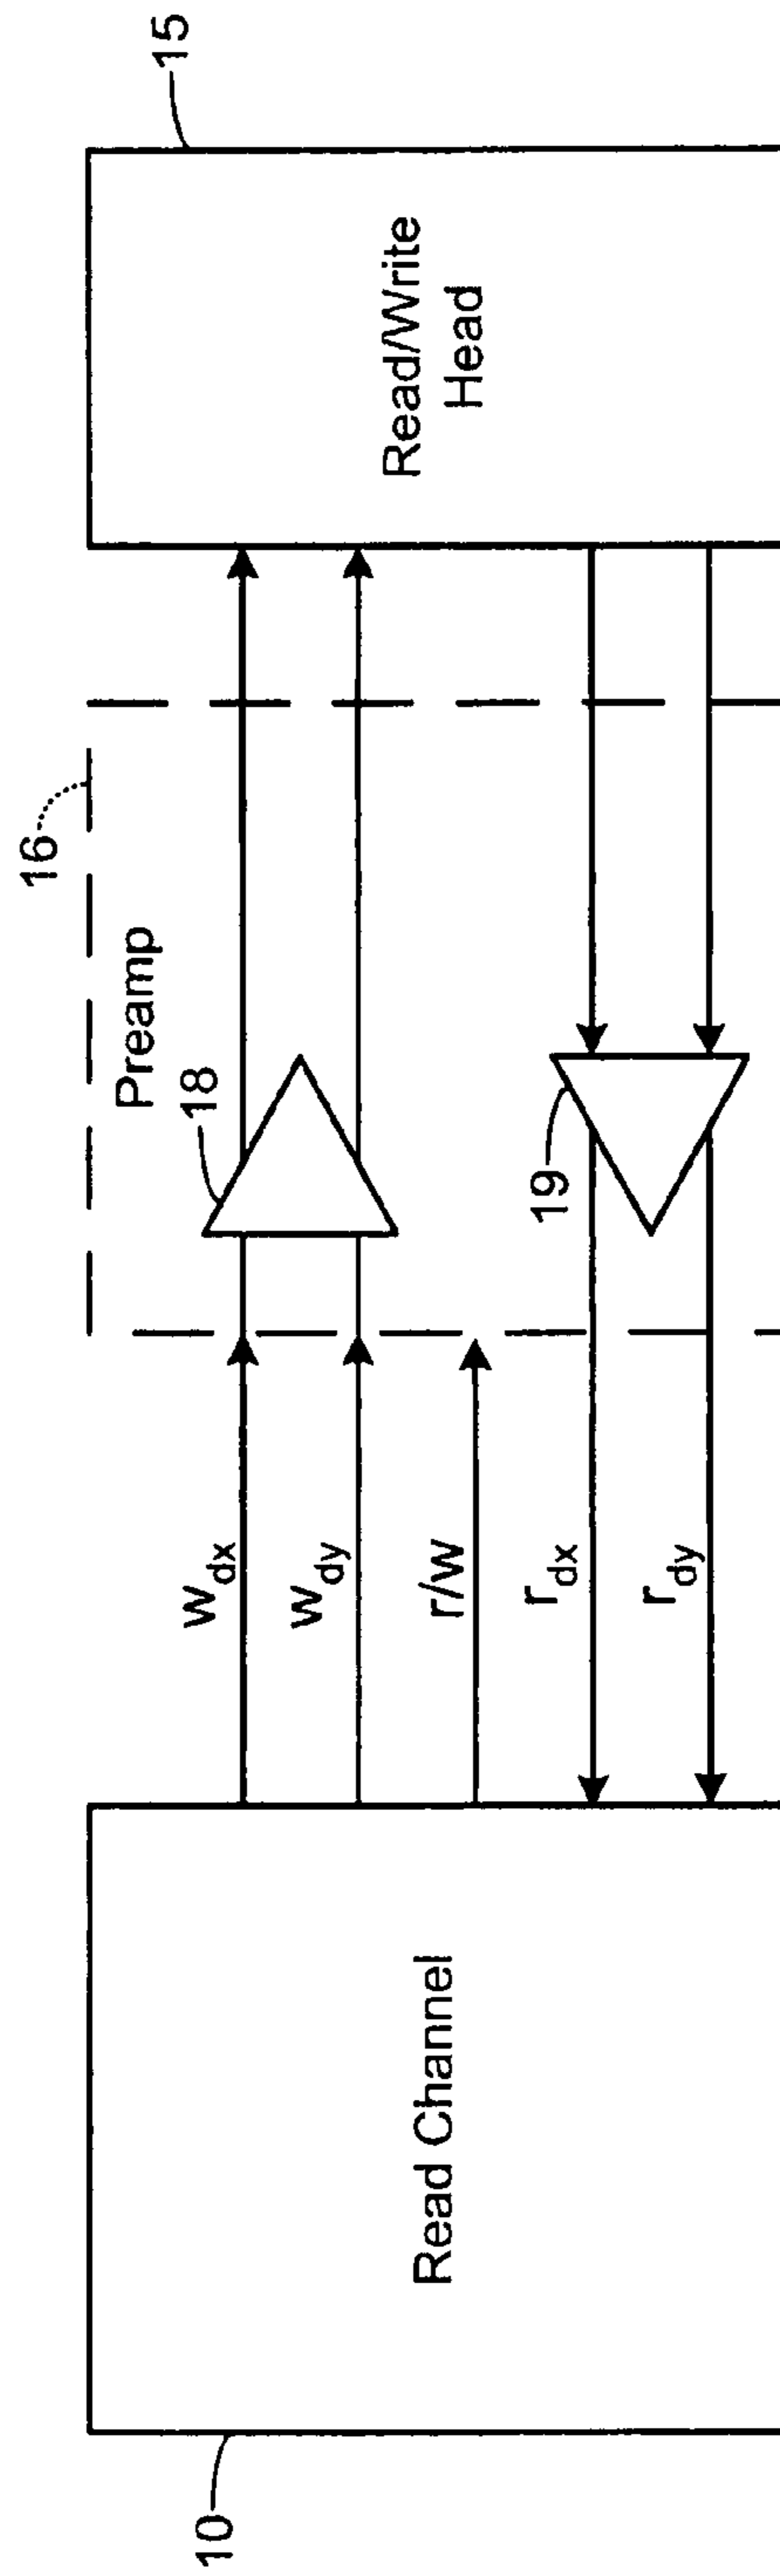 16
Preamp
10
15
18
w_dx
w_dy
r/w
r_dx
r_dy
19
Read Channel
Read/Write
Head